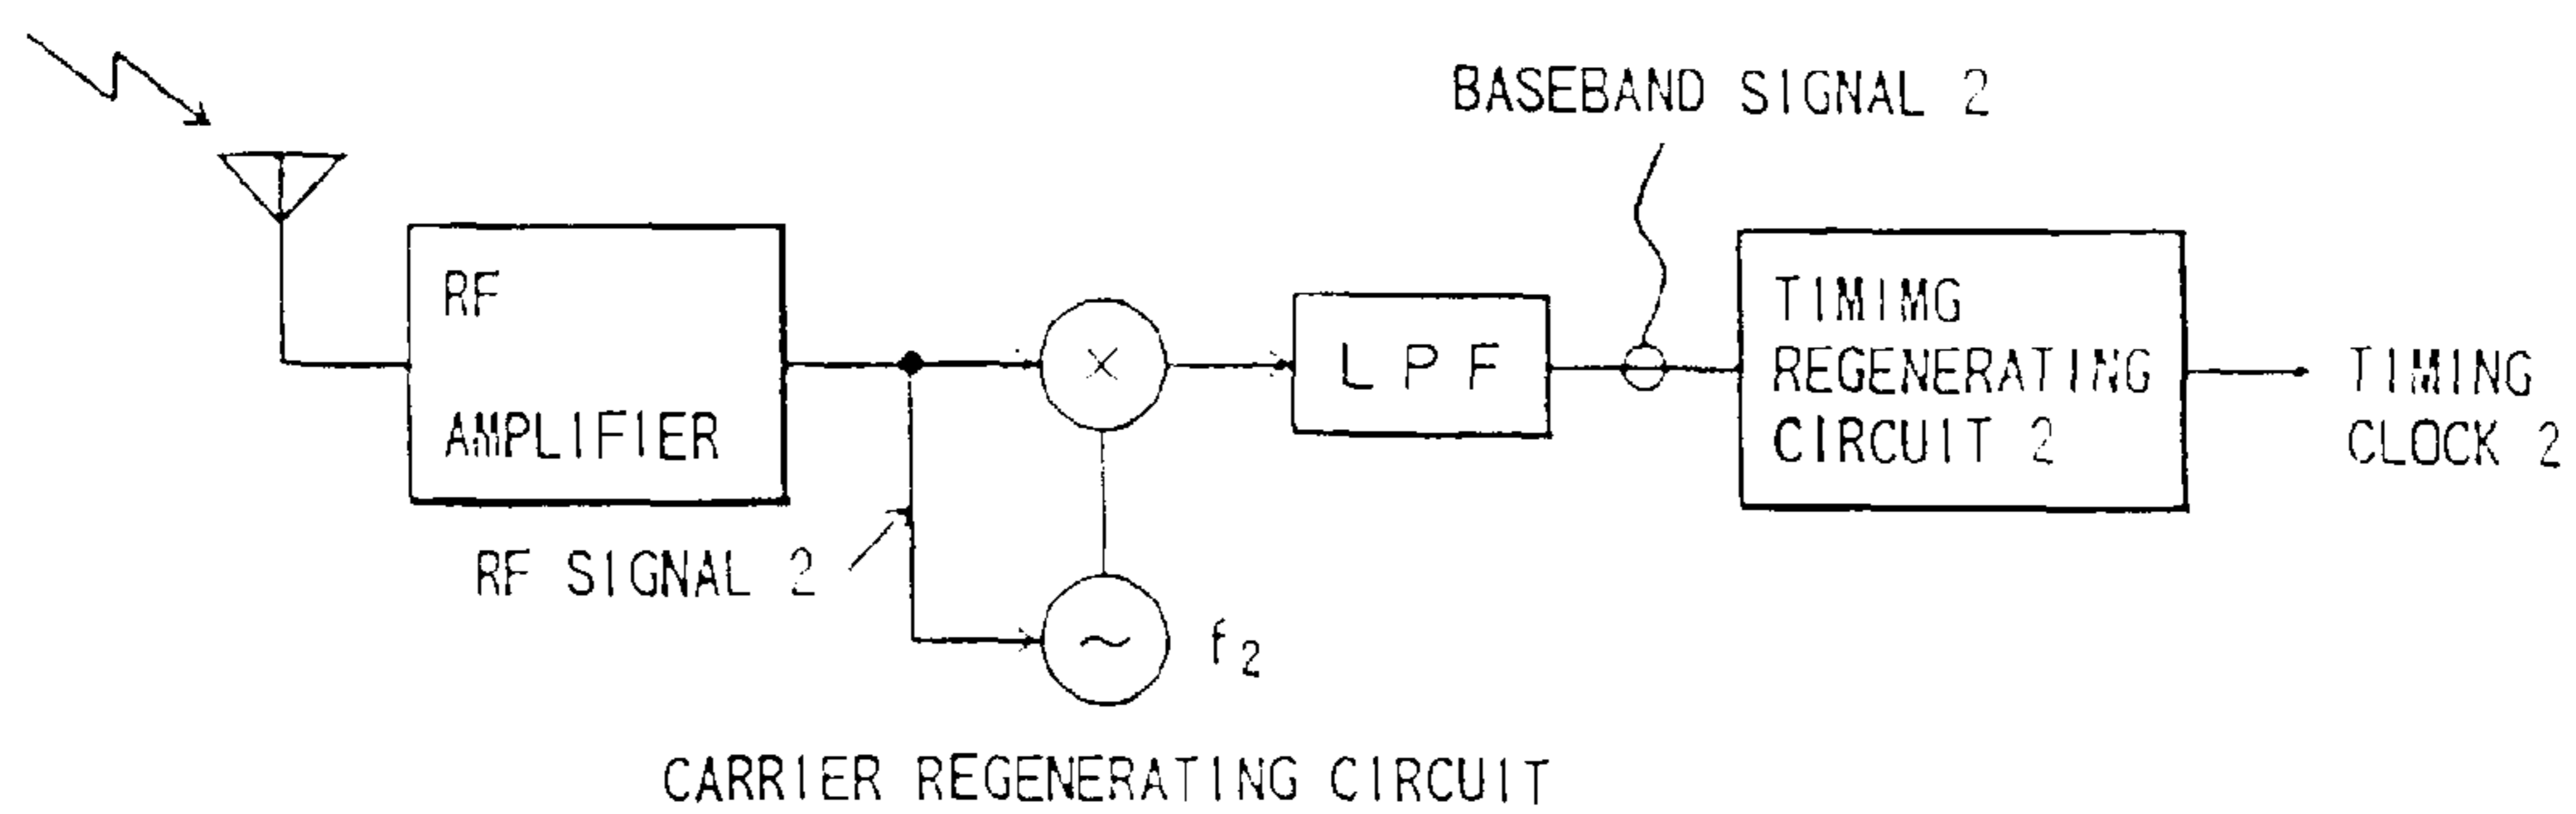 BASEBAND SIGNAL 2
RF
AMPLIFIER
×
LPF
TIMIMG
REGENERATING
CIRCUIT 2
TIMING
CLOCK 2
RF SIGNAL 2
~
f2
CARRIER REGENERATING CIRCUIT